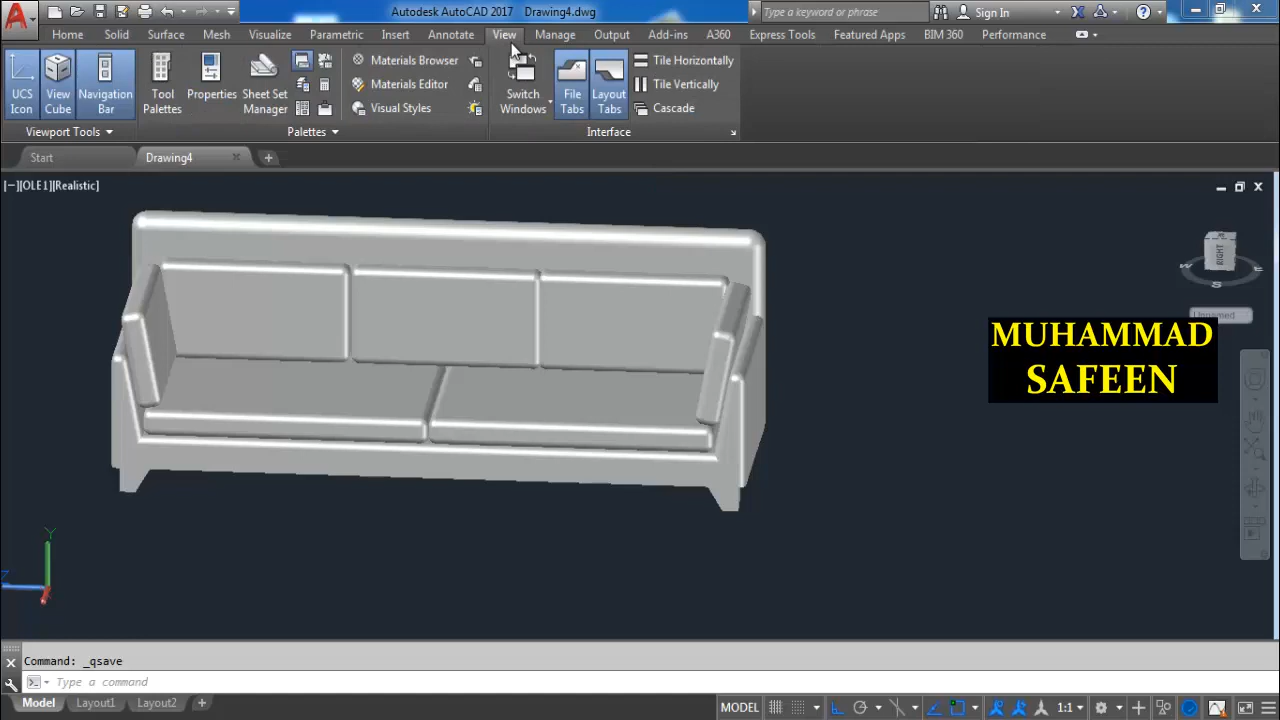 Autodesk AutoCAD 2017 Drawing4.dwg
Type a keyword or phrase
Sign In
Home Solid Surface Mesh Visualize Parametric Insert Annotate View Manage Output Add-ins A360 Express Tools Featured Apps BIM 360 Performance
UCS Icon
View Cube
Navigation Bar
Tool Palettes
Properties
Sheet Set Manager
Materials Browser
Materials Editor
Visual Styles
Switch Windows
File Tabs
Layout Tabs
Tile Horizontally
Tile Vertically
Cascade
Viewport Tools
Palettes
Interface
Start
Drawing4
[−][OLE1][Realistic]
RIGHT
W
S
E
Unnamed
MUHAMMAD
SAFEEN
Y
Z
Command: _qsave
Type a command
Model Layout1 Layout2
MODEL
1:1